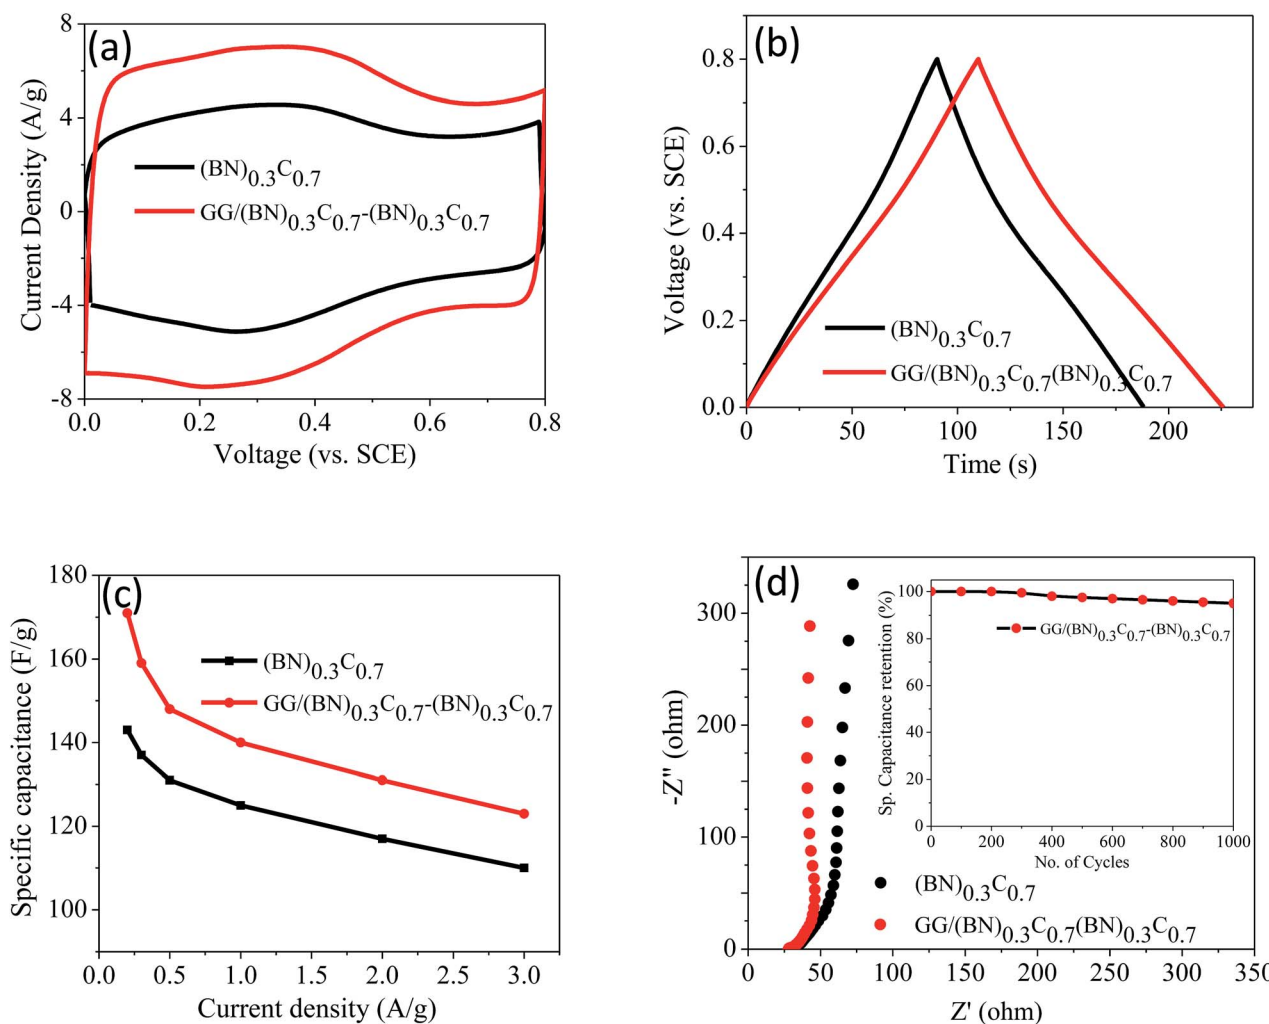 (a)
8
4
0
-4
-8
Current Density (A/g)
(BN)0.3C0.7
GG/(BN)0.3C0.7-(BN)0.3C0.7
0.0 0.2 0.4 0.6 0.8
Voltage (vs. SCE)
(b)
0.8
0.6
0.4
0.2
0.0
Voltage (vs. SCE)
(BN)0.3C0.7
GG/(BN)0.3C0.7(BN)0.3C0.7
50 100 150 200
Time (s)
(c)
180
160
140
120
100
Specific capacitance (F/g)
(BN)0.3C0.7
GG/(BN)0.3C0.7-(BN)0.3C0.7
0.0 0.5 1.0 1.5 2.0 2.5 3.0
Current density (A/g)
(d)
300
200
100
0
-Z'' (ohm)
100
80
60
40
20
0
Sp. Capacitance retention (%)
GG/(BN)0.3C0.7-(BN)0.3C0.7
0 200 400 600 800 1000
No. of Cycles
(BN)0.3C0.7
GG/(BN)0.3C0.7(BN)0.3C0.7
50 100 150 200 250 300 350
Z' (ohm)